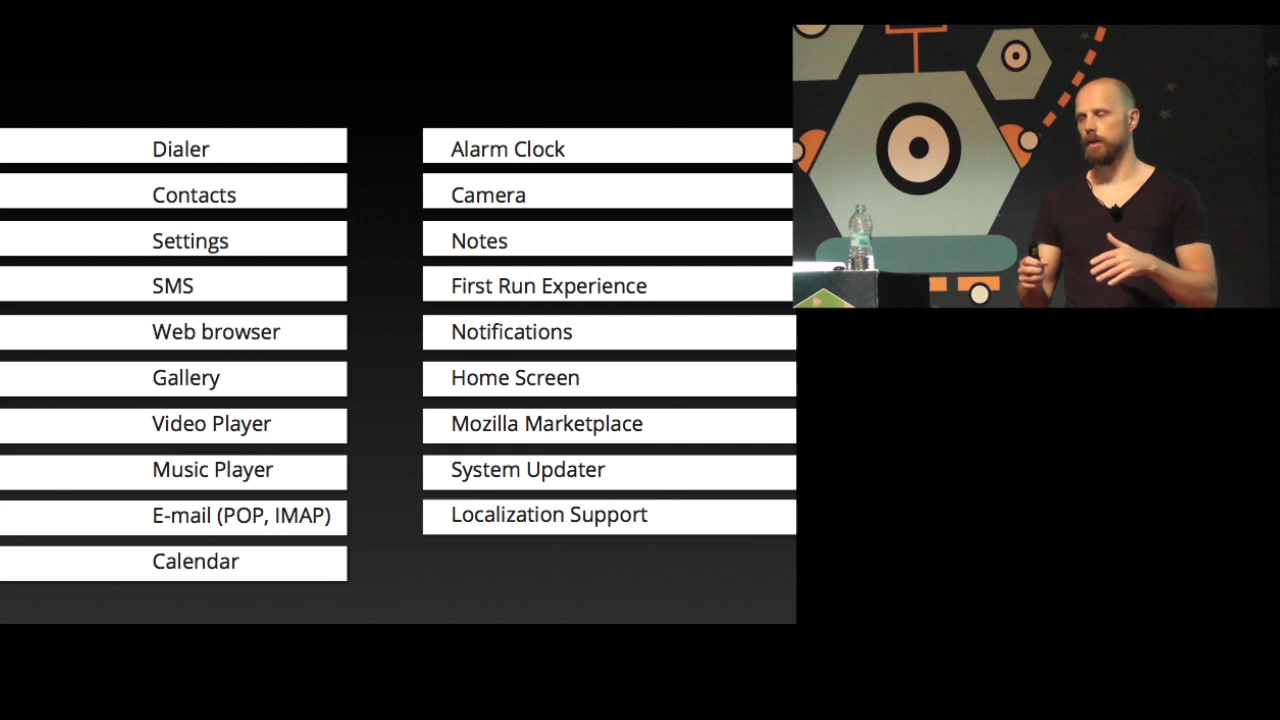 Dialer
Contacts
Settings
SMS
Web browser
Gallery
Video Player
Music Player
E-mail (POP, IMAP)
Calendar
Alarm Clock
Camera
Notes
First Run Experience
Notifications
Home Screen
Mozilla Marketplace
System Updater
Localization Support